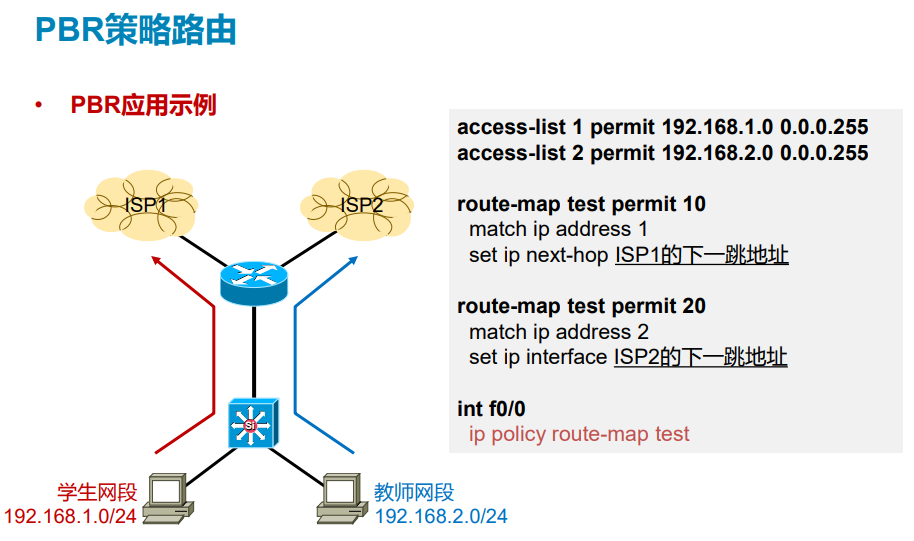 PBR策略路由
• PBR应用示例
ISP1
ISP2
Si
学生网段
192.168.1.0/24
教师网段
192.168.2.0/24
access-list 1 permit 192.168.1.0 0.0.0.255
access-list 2 permit 192.168.2.0 0.0.0.255
route-map test permit 10
match ip address 1
set ip next-hop ISP1的下一跳地址
route-map test permit 20
match ip address 2
set ip interface ISP2的下一跳地址
int f0/0
ip policy route-map test